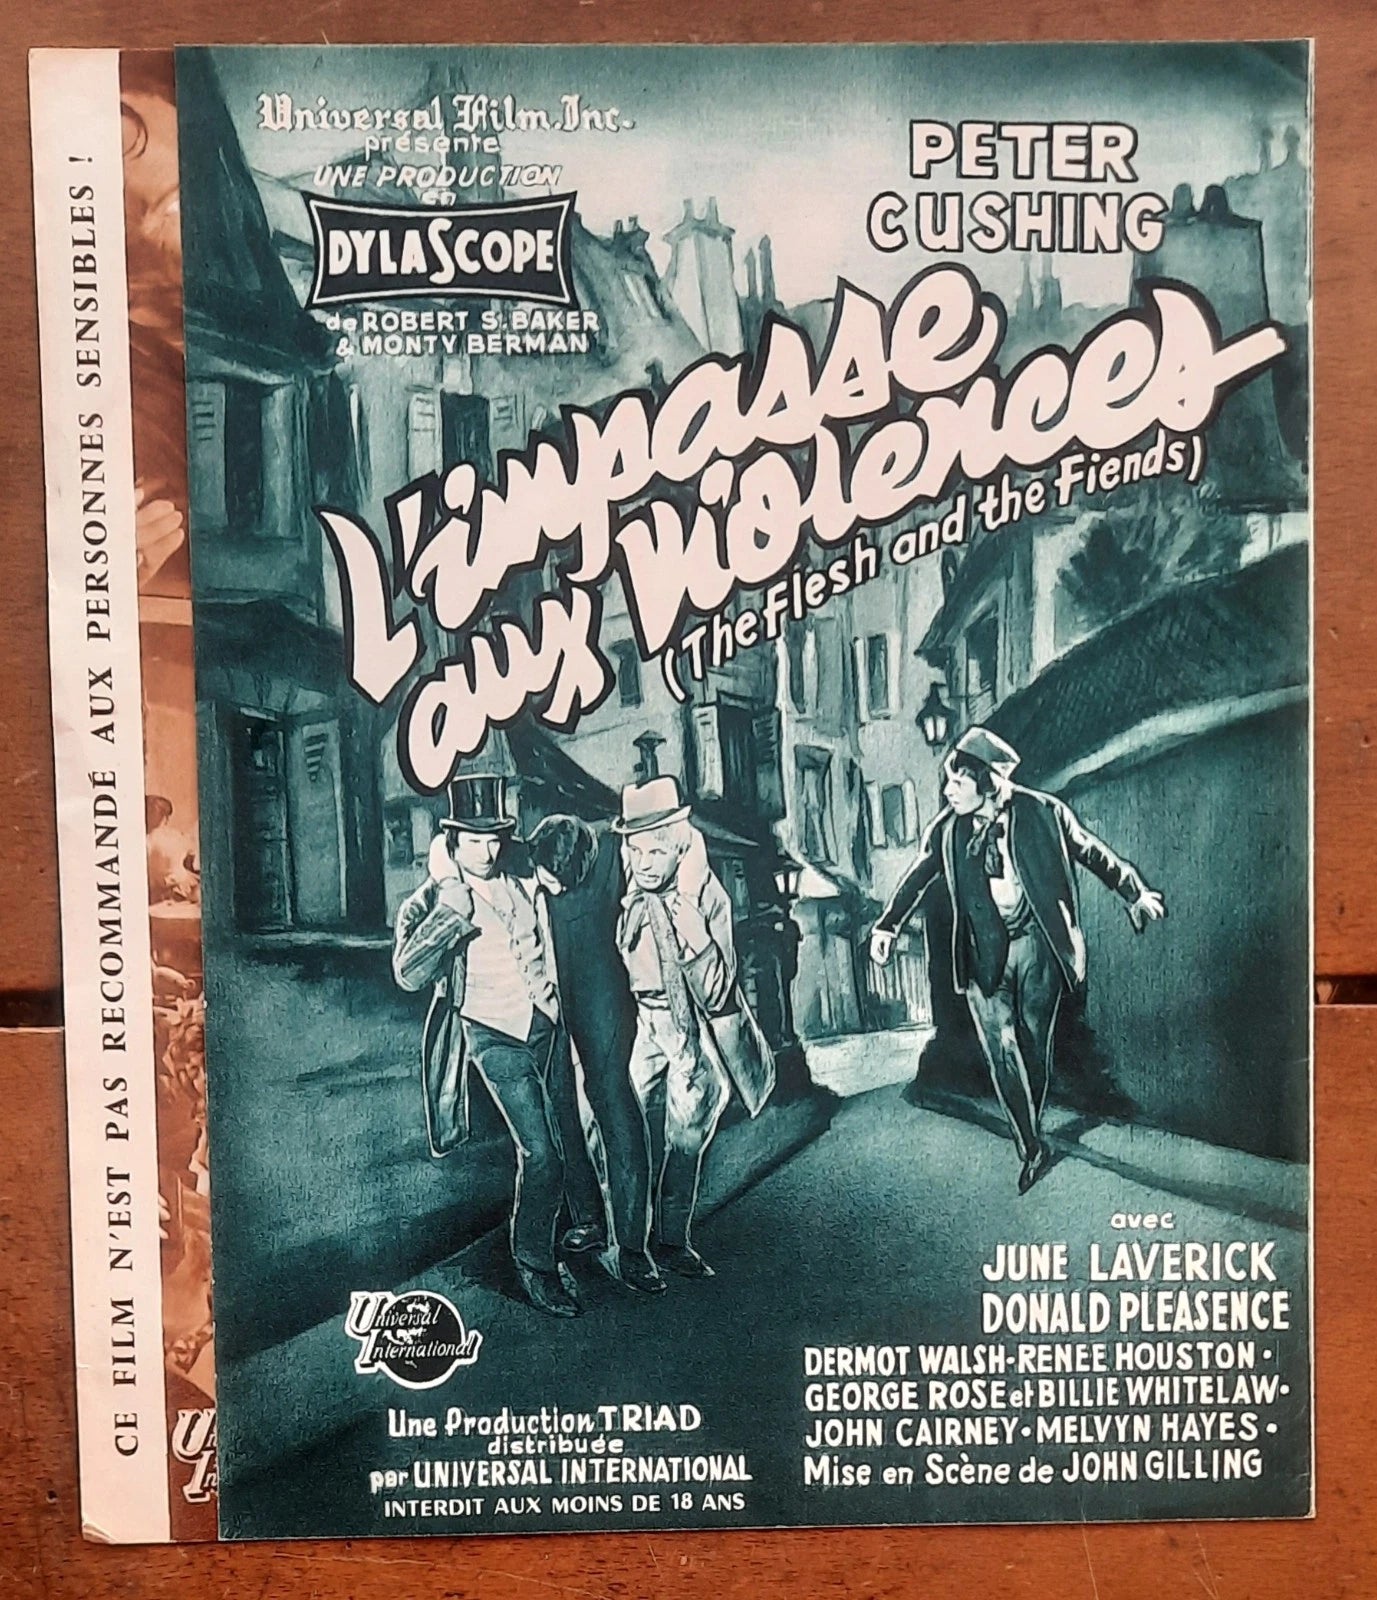 CE FILM N'EST PAS RECOMMANDÉ AUX PERSONNES SENSIBLES !
Universal Film. Inc.
présente
UNE PRODUCTION
en
DYLASCOPE
de ROBERT S. BAKER
& MONTY BERMAN
PETER
CUSHING
L'impasse
aux violences
(The Flesh and the Fiends)
avec
JUNE LAVERICK
DONALD PLEASENCE
DERMOT WALSH · RENEE HOUSTON ·
GEORGE ROSE et BILLIE WHITELAW ·
JOHN CAIRNEY · MELVYN HAYES ·
Mise en Scène de JOHN GILLING
Universal
International
Une Production TRIAD
distribuée
par UNIVERSAL INTERNATIONAL
INTERDIT AUX MOINS DE 18 ANS